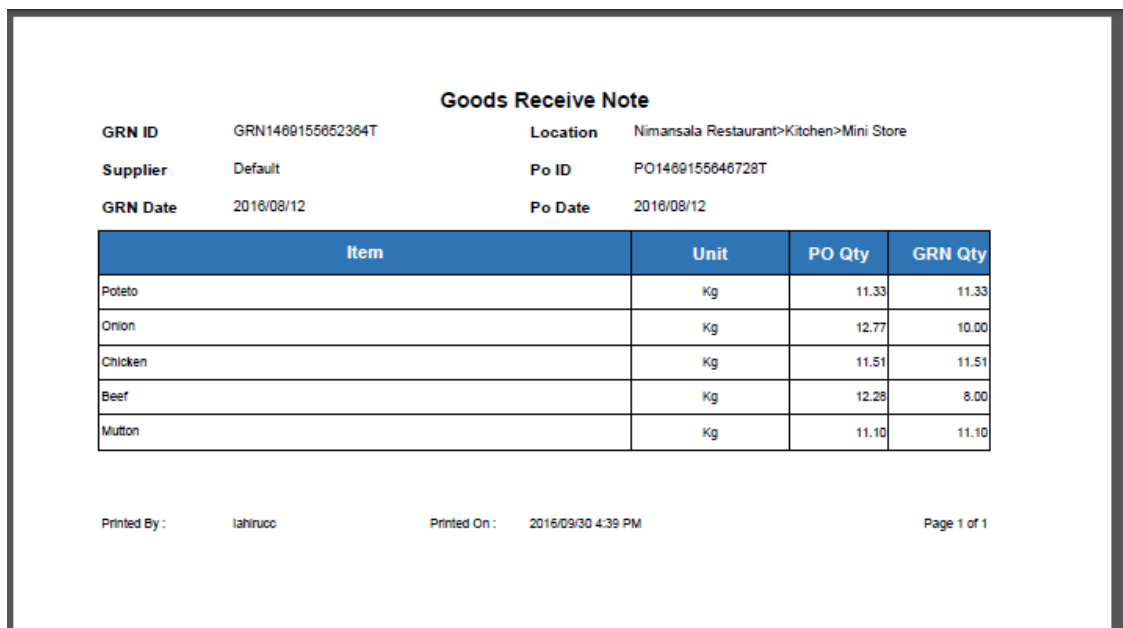 Goods Receive Note
GRN ID GRN1469155652364T Location Nimansala Restaurant>Kitchen>Mini Store
Supplier Default Po ID PO1469155646728T
GRN Date 2016/08/12 Po Date 2016/08/12
Item Unit PO Qty GRN Qty
Poteto Kg 11.33 11.33
Onion Kg 12.77 10.00
Chicken Kg 11.51 11.51
Beef Kg 12.28 8.00
Mutton Kg 11.10 11.10
Printed By : lahirucc Printed On : 2016/09/30 4:39 PM Page 1 of 1